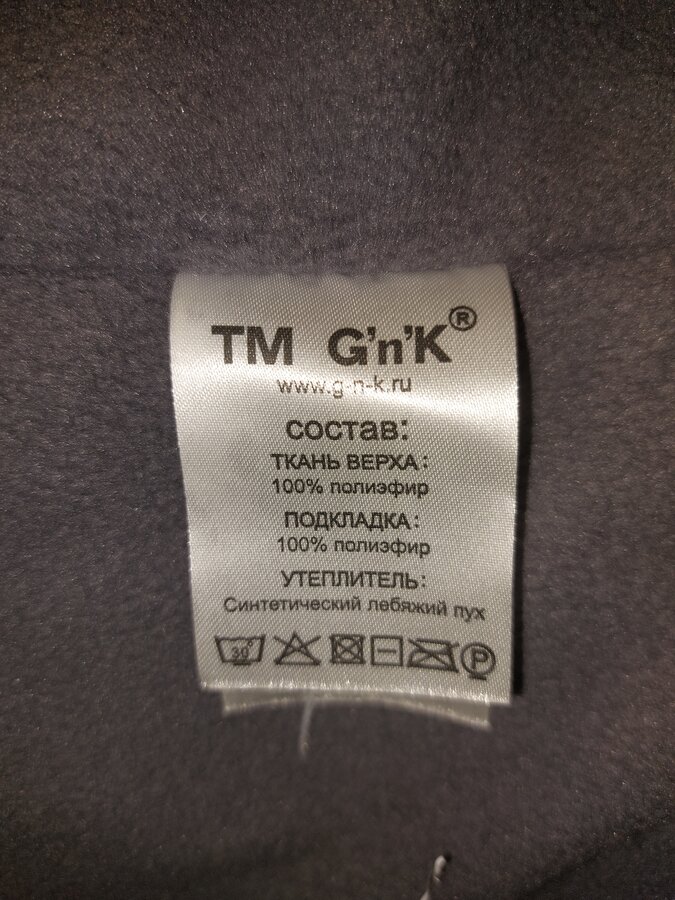 TM G'n'K®
www.g-n-k.ru
состав:
ТКАНЬ ВЕРХА:
100% полиэфир
ПОДКЛАДКА:
100% полиэфир
УТЕПЛИТЕЛЬ:
Синтетический лебяжий пух
30° P